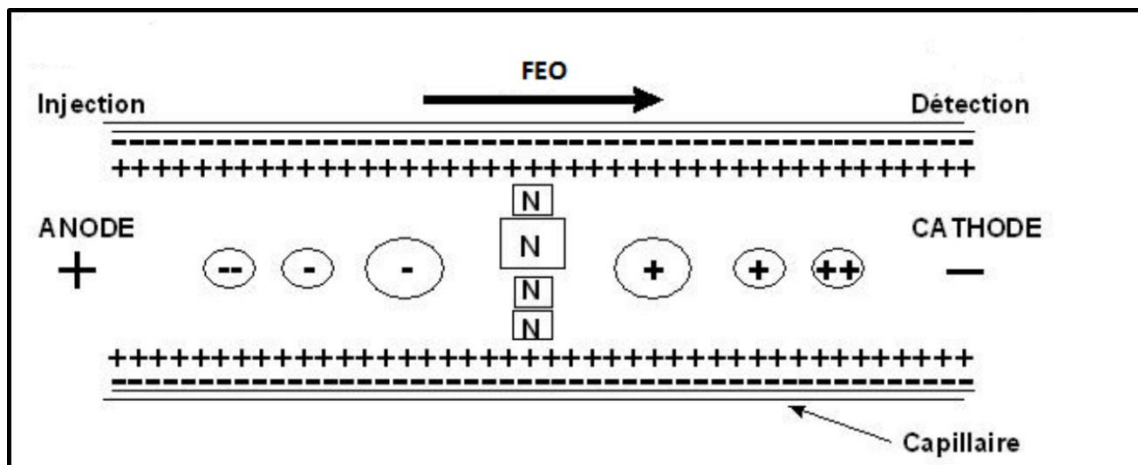 FEO
Injection
Détection
---------------------------------------------
+++++++++++++++++++++++++++++++++++++++++++
N
ANODE
CATHODE
N
+
--
-
-
+
+
++
—
N
N
+++++++++++++++++++++++++++++++++++++++++++
---------------------------------------------
Capillaire